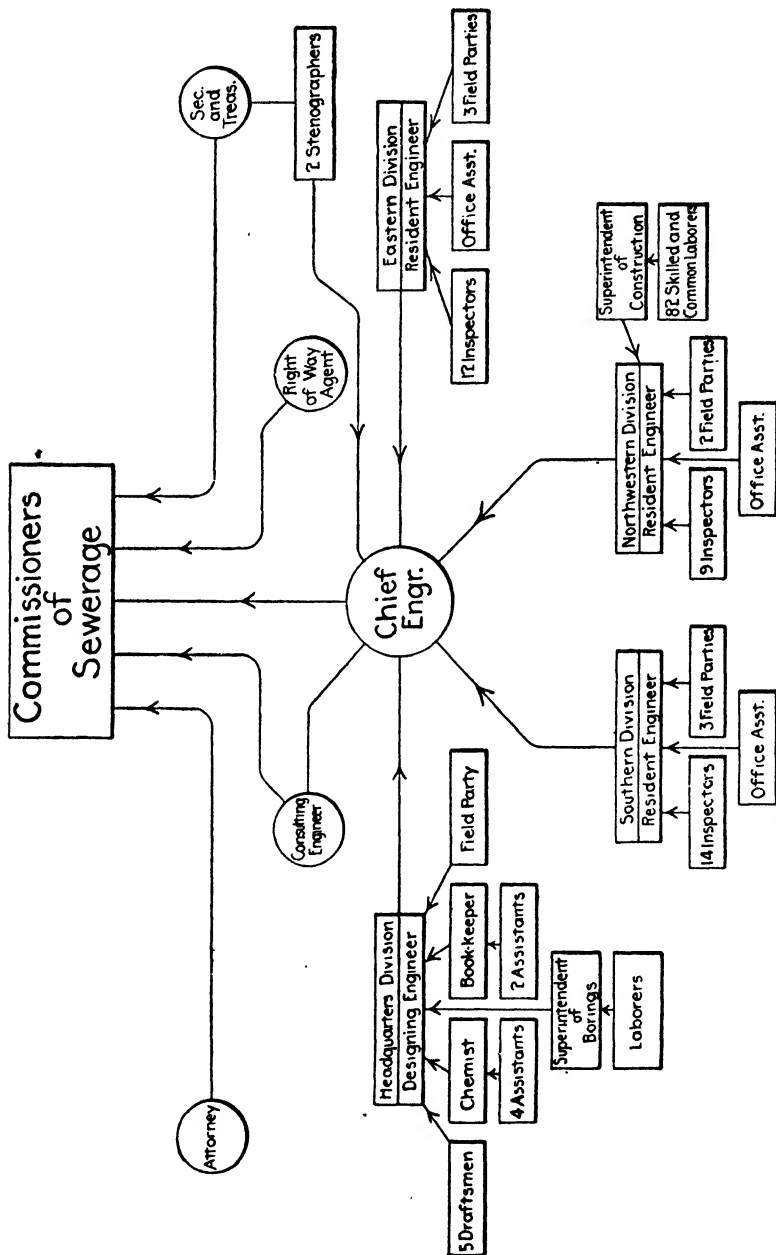 Commissioners
of
Sewerage
Attorney
Consulting
Engineer
Right
of Way
Agent
Sec.
and
Treas.
2 Stenographers
Chief
Engr.
Headquarters Division
Designing Engineer
5 Draftsmen
Chemist
4 Assistants
Book-keeper
2 Assistants
Field Party
Superintendent
of
Borings
Laborers
Eastern Division
Resident Engineer
12 Inspectors
Office Asst.
3 Field Parties
Southern Division
Resident Engineer
14 Inspectors
3 Field Parties
Office Asst.
Northwestern Division
Resident Engineer
9 Inspectors
2 Field Parties
Office Asst.
Superintendent
of
Construction
82 Skilled and
Common Laborers